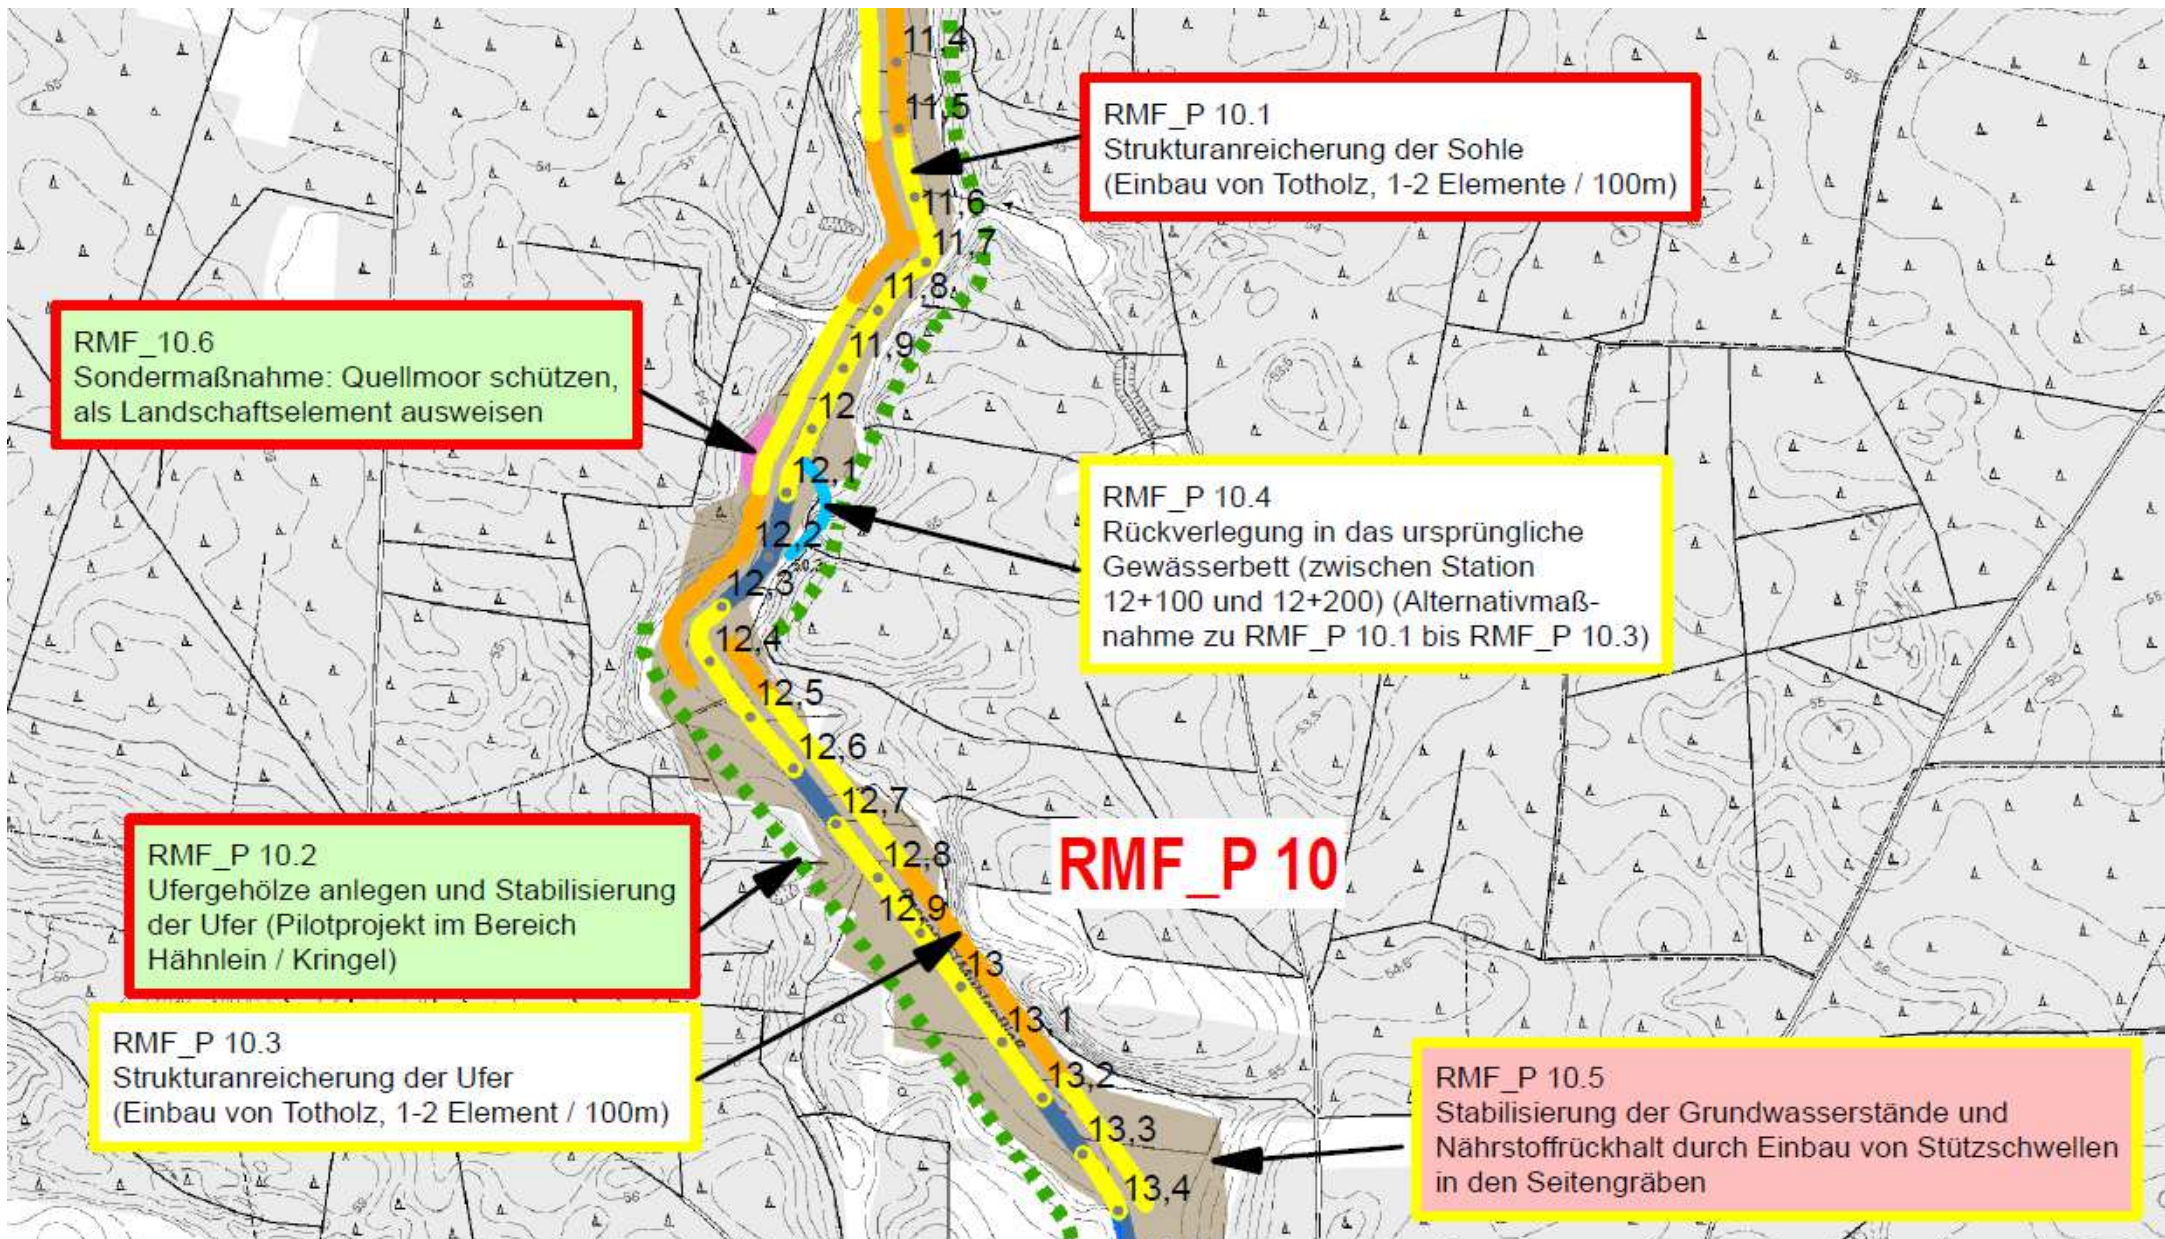 11,4
11,5
11,6
11,7
11,8
11,9
12
12,1
12,2
12,3
12,4
12,5
12,6
12,7
12,8
12,9
13
13,1
13,2
13,3
13,4
RMF_P 10.1
Strukturanreicherung der Sohle
(Einbau von Totholz, 1-2 Elemente / 100m)
RMF_10.6
Sondermaßnahme: Quellmoor schützen,
als Landschaftselement ausweisen
RMF_P 10.4
Rückverlegung in das ursprüngliche
Gewässerbett (zwischen Station
12+100 und 12+200) (Alternativmaß-
nahme zu RMF_P 10.1 bis RMF_P 10.3)
RMF_P 10
RMF_P 10.2
Ufergehölze anlegen und Stabilisierung
der Ufer (Pilotprojekt im Bereich
Hähnlein / Kringel)
RMF_P 10.3
Strukturanreicherung der Ufer
(Einbau von Totholz, 1-2 Element / 100m)
RMF_P 10.5
Stabilisierung der Grundwasserstände und
Nährstoffrückhalt durch Einbau von Stützschwellen
in den Seitengräben